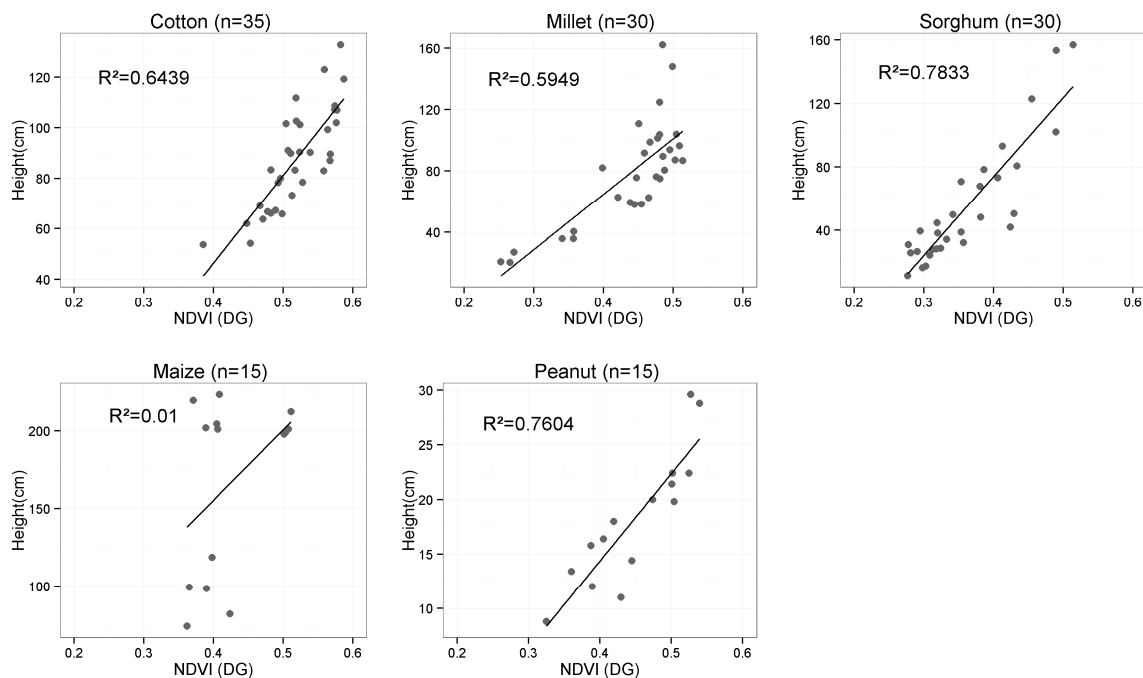 Cotton (n=35)
R²=0.6439
Height(cm)
120
100
80
60
40
0.2 0.3 0.4 0.5 0.6
NDVI (DG)
Millet (n=30)
R²=0.5949
Height(cm)
160
120
80
40
0.2 0.3 0.4 0.5 0.6
NDVI (DG)
Sorghum (n=30)
R²=0.7833
Height(cm)
160
120
80
40
0.2 0.3 0.4 0.5 0.6
NDVI (DG)
Maize (n=15)
R²=0.01
Height(cm)
200
150
100
0.2 0.3 0.4 0.5 0.6
NDVI (DG)
Peanut (n=15)
R²=0.7604
Height(cm)
30
25
20
15
10
0.2 0.3 0.4 0.5 0.6
NDVI (DG)